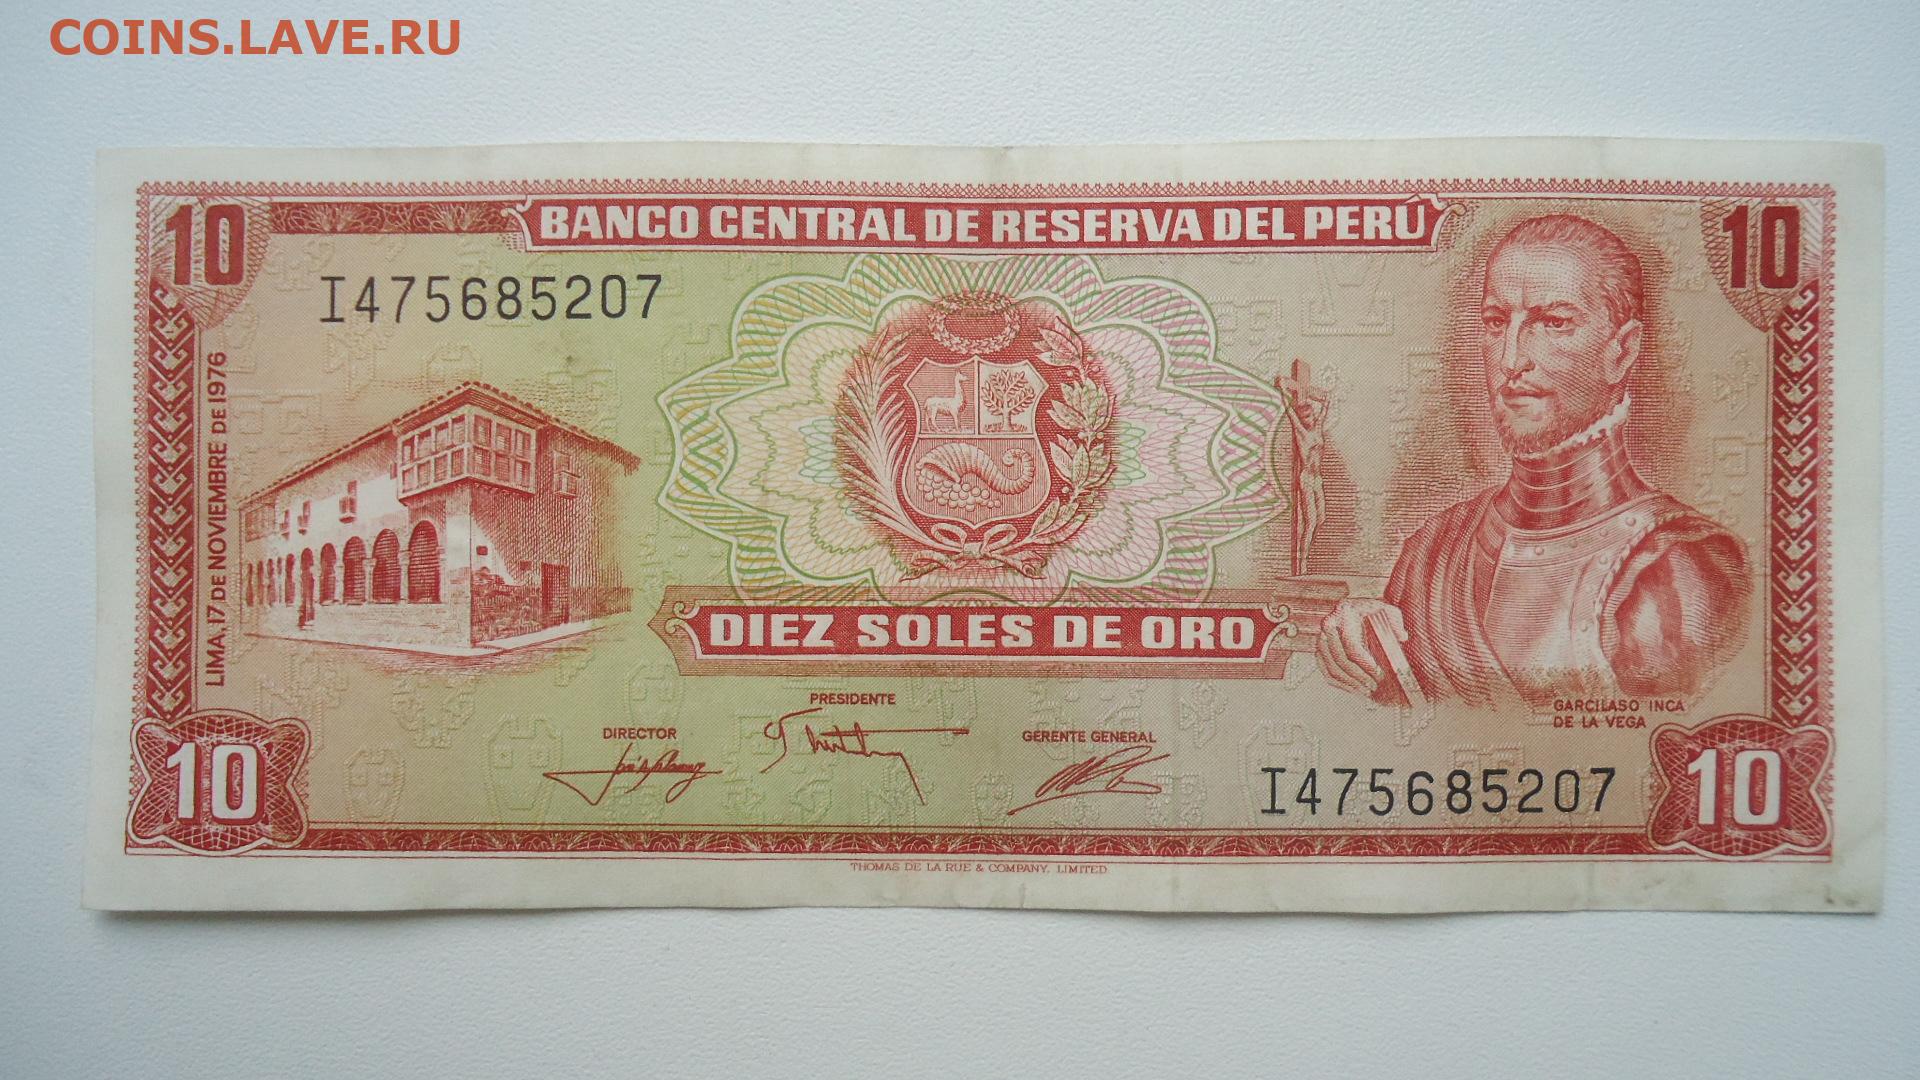 COINS.LAVE.RU
10
BANCO CENTRAL DE RESERVA DEL PERÚ
10
I475685207
LIMA, 17 DE NOVIEMBRE DE 1976
DIEZ SOLES DE ORO
GARCILASO INCA
DE LA VEGA
PRESIDENTE
DIRECTOR
GERENTE GENERAL
10
I475685207
10
THOMAS DE LA RUE & COMPANY, LIMITED